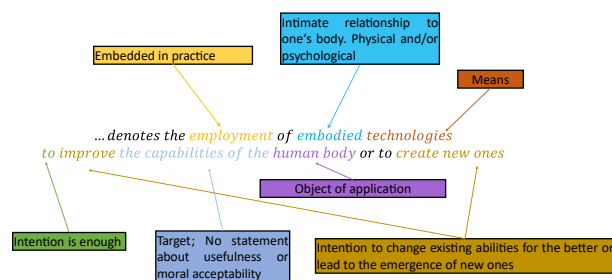 Intimate relationship to
one's body. Physical and/or
psychological
Embedded in practice
Means
...denotes the employment of embodied technologies
to improve the capabilities of the human body or to create new ones
Object of application
Intention is enough
Target; No statement
about usefulness or
moral acceptability
Intention to change existing abilities for the better or
lead to the emergence of new ones